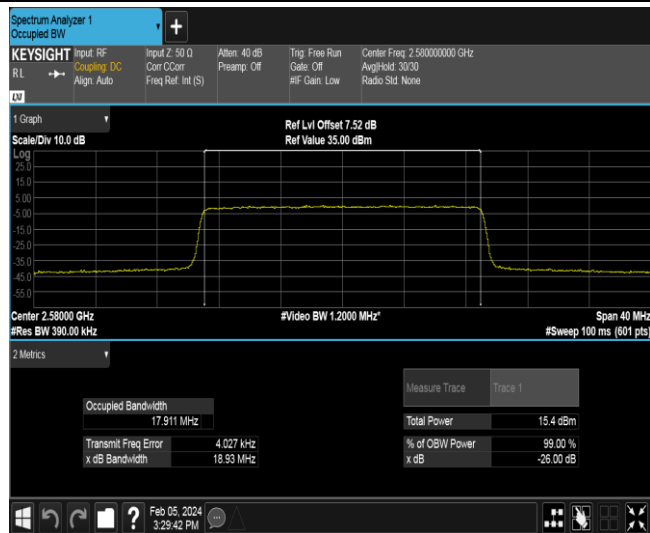 Spectrum Analyzer 1
Occupied BW
+
KEYSIGHT
RL
LXI
Input: RF
Coupling: DC
Align: Auto
Input Z: 50 Ω
Corr CCorr
Freq Ref: Int (S)
Atten: 40 dB
Preamp: Off
Trig: Free Run
Gate: Off
#IF Gain: Low
Center Freq: 2.580000000 GHz
Avg|Hold: 30/30
Radio Std: None
1 Graph
Scale/Div 10.0 dB
Ref Lvl Offset 7.52 dB
Ref Value 35.00 dBm
Log
25.0
15.0
5.00
-5.00
-15.0
-25.0
-35.0
-45.0
-55.0
Center 2.58000 GHz
#Res BW 390.00 kHz
#Video BW 1.2000 MHz*
Span 40 MHz
#Sweep 100 ms (601 pts)
2 Metrics
Measure Trace Trace 1
Occupied Bandwidth
17.911 MHz
Total Power 15.4 dBm
Transmit Freq Error 4.027 kHz
x dB Bandwidth 18.93 MHz
% of OBW Power 99.00 %
x dB -26.00 dB
?
Feb 05, 2024
3:29:42 PM